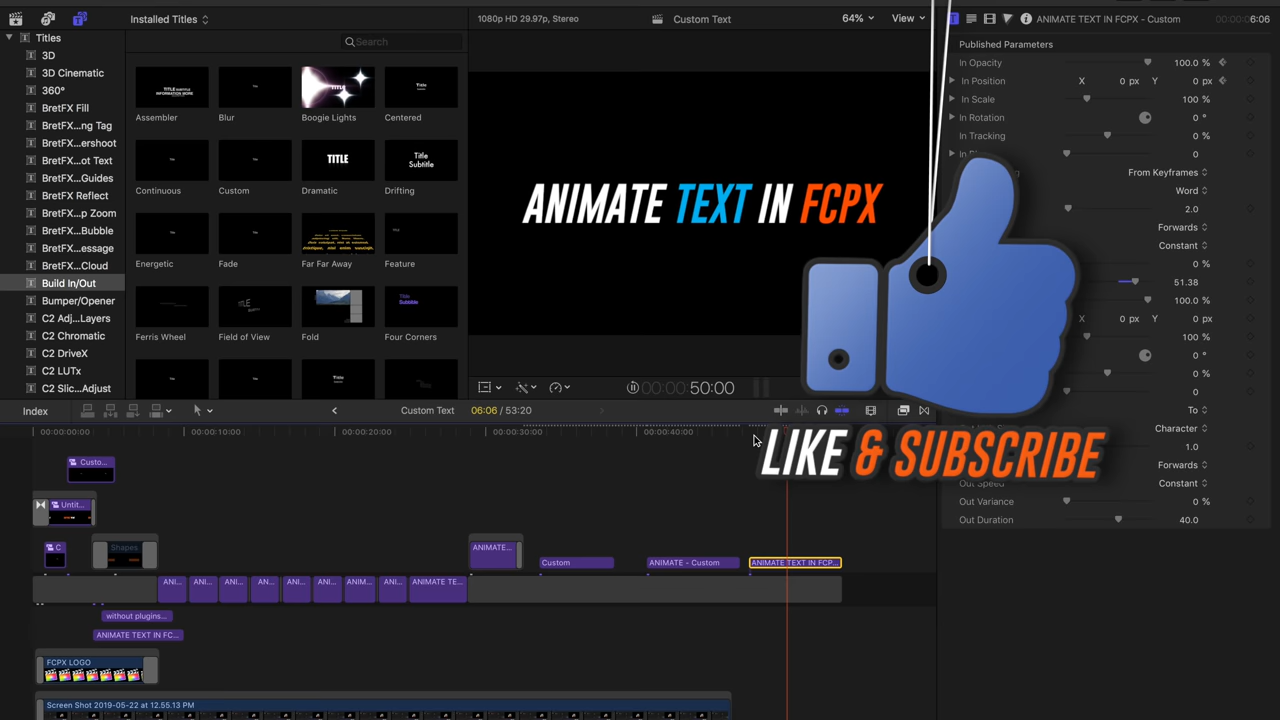 Installed Titles
1080p HD 29.97p, Stereo
Custom Text
64%
View
ANIMATE TEXT IN FCPX - Custom
6:06
Titles
3D
3D Cinematic
360°
BretFX Fill
BretFX...ng Tag
BretFX...ershoot
BretFX...ot Text
BretFX...Guides
BretFX Reflect
BretFX...p Zoom
BretFX...Bubble
BretFX...ssage
BretFX...Cloud
Build In/Out
Bumper/Opener
C2 Adj...Layers
C2 Chromatic
C2 DriveX
C2 LUTx
C2 Slic...Adjust
Search
Assembler
Blur
Boogie Lights
Centered
Continuous
Custom
Dramatic
Drifting
Energetic
Fade
Far Far Away
Feature
Ferris Wheel
Field of View
Fold
Four Corners
TITLE
Title
Subtitle
ANIMATE TEXT IN FCPX
00:00:00:50:00
Published Parameters
In Opacity 100.0 %
In Position X 0 px Y 0 px
In Scale 100 %
In Rotation 0 °
In Tracking 0 %
0
From Keyframes
Word
2.0
Forwards
Constant
0 %
51.38
100.0 %
0 px Y 0 px
100 %
0 °
0 %
0
To
Character
1.0
Forwards
Out Speed Constant
Out Variance 0 %
Out Duration 40.0
LIKE & SUBSCRIBE
Index
Custom Text
06:06 / 53:20
00:00:00:00
00:00:10:00
00:00:20:00
00:00:30:00
00:00:40:00
Custo...
Untit...
C
Shapes
ANIMATE...
Custom
ANIMATE - Custom
ANIMATE TEXT IN FCP...
ANI...
ANI...
ANI...
AN...
ANI...
ANI...
ANIM...
ANI...
ANIMATE TE...
without plugins...
ANIMATE TEXT IN FC...
FCPX LOGO
Screen Shot 2019-05-22 at 12.55.13 PM